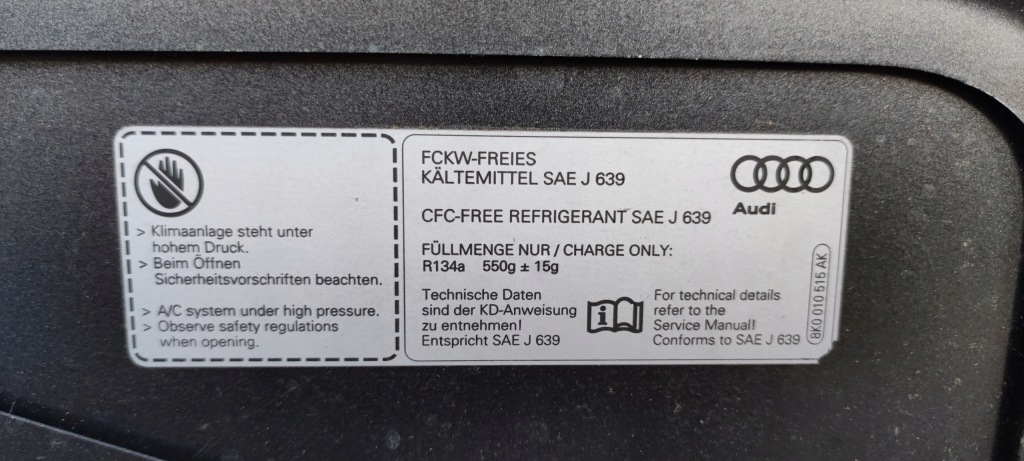 > Klimaanlage steht unter
hohem Druck.
> Beim Öffnen
Sicherheitsvorschriften beachten.
> A/C system under high pressure.
> Observe safety regulations
when opening.
FCKW-FREIES
KÄLTEMITTEL SAE J 639
CFC-FREE REFRIGERANT SAE J 639
FÜLLMENGE NUR / CHARGE ONLY:
R134a 550g ± 15g
Technische Daten
sind der KD-Anweisung
zu entnehmen!
Entspricht SAE J 639
i
For technical details
refer to the
Service Manual!
Conforms to SAE J 639
Audi
8K0 010 515 AK